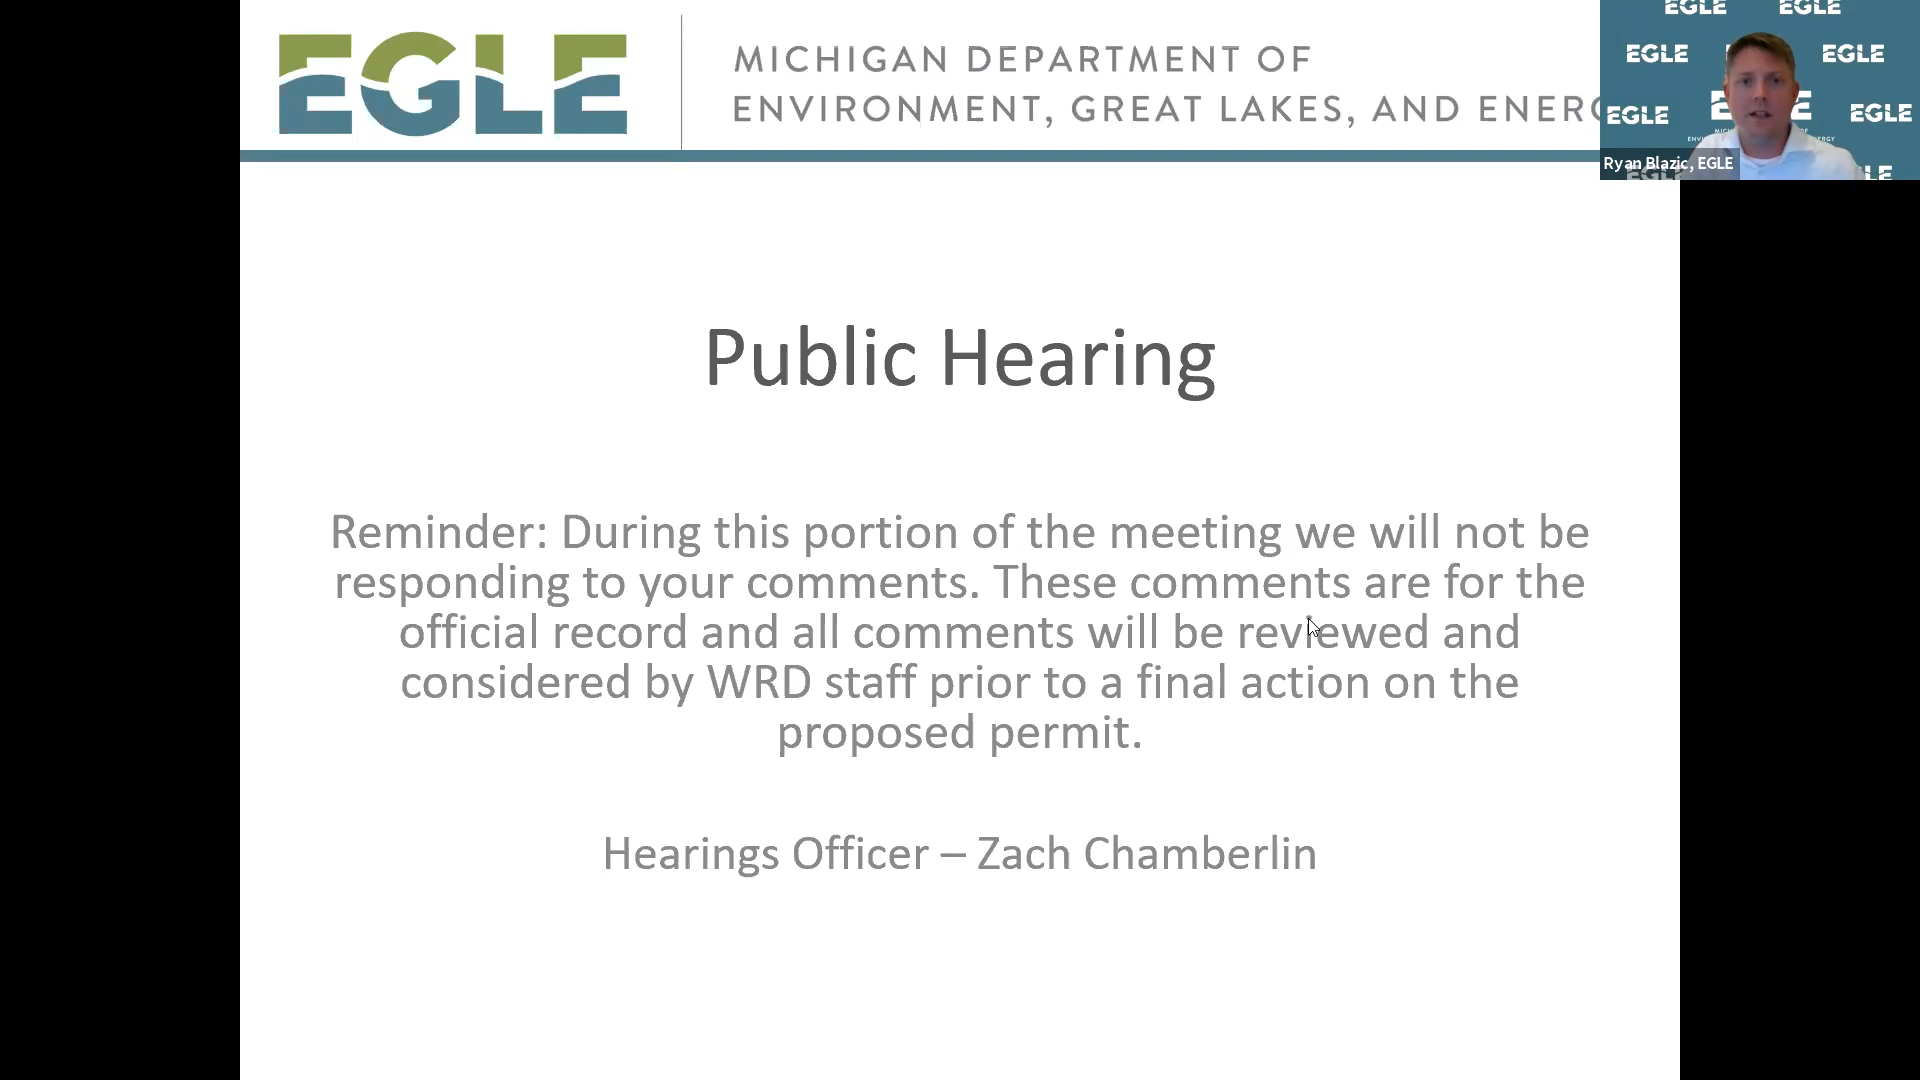 EGLE
MICHIGAN DEPARTMENT OF
ENVIRONMENT, GREAT LAKES, AND ENERG
EGLE EGLE
EGLE EGLE
EGLE EGLE
Ryan Blazic, EGLE
Public Hearing
Reminder: During this portion of the meeting we will not be
responding to your comments. These comments are for the
official record and all comments will be reviewed and
considered by WRD staff prior to a final action on the
proposed permit.
Hearings Officer – Zach Chamberlin